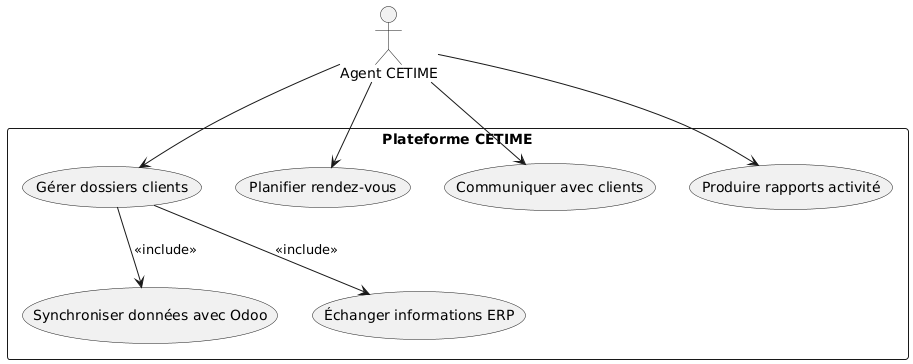 Agent CETIME
Plateforme CETIME
Gérer dossiers clients
Planifier rendez-vous
Communiquer avec clients
Produire rapports activité
«include»
«include»
Synchroniser données avec Odoo
Échanger informations ERP